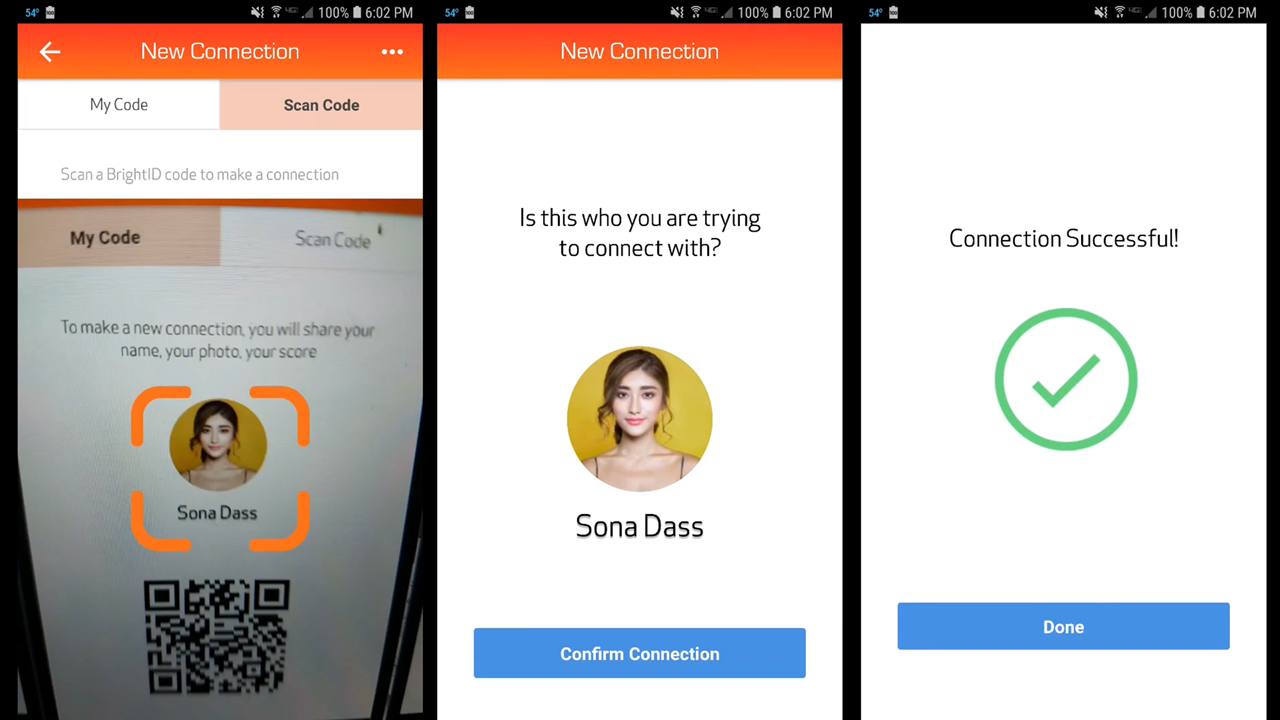 54°
100%
6:02 PM
New Connection
My Code
Scan Code
Scan a BrightID code to make a connection
My Code
Scan Code
To make a new connection, you will share your
name, your photo, your score
Sona Dass
54°
100%
6:02 PM
New Connection
Is this who you are trying
to connect with?
Sona Dass
Confirm Connection
54°
100%
6:02 PM
Connection Successful!
Done